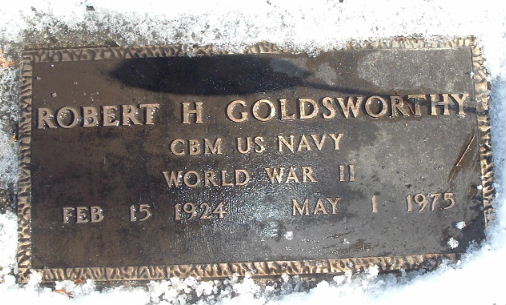 ROBERT H GOLDSWORTHY
CBM US NAVY
WORLD WAR II
FEB 15 1924 MAY 1 1975